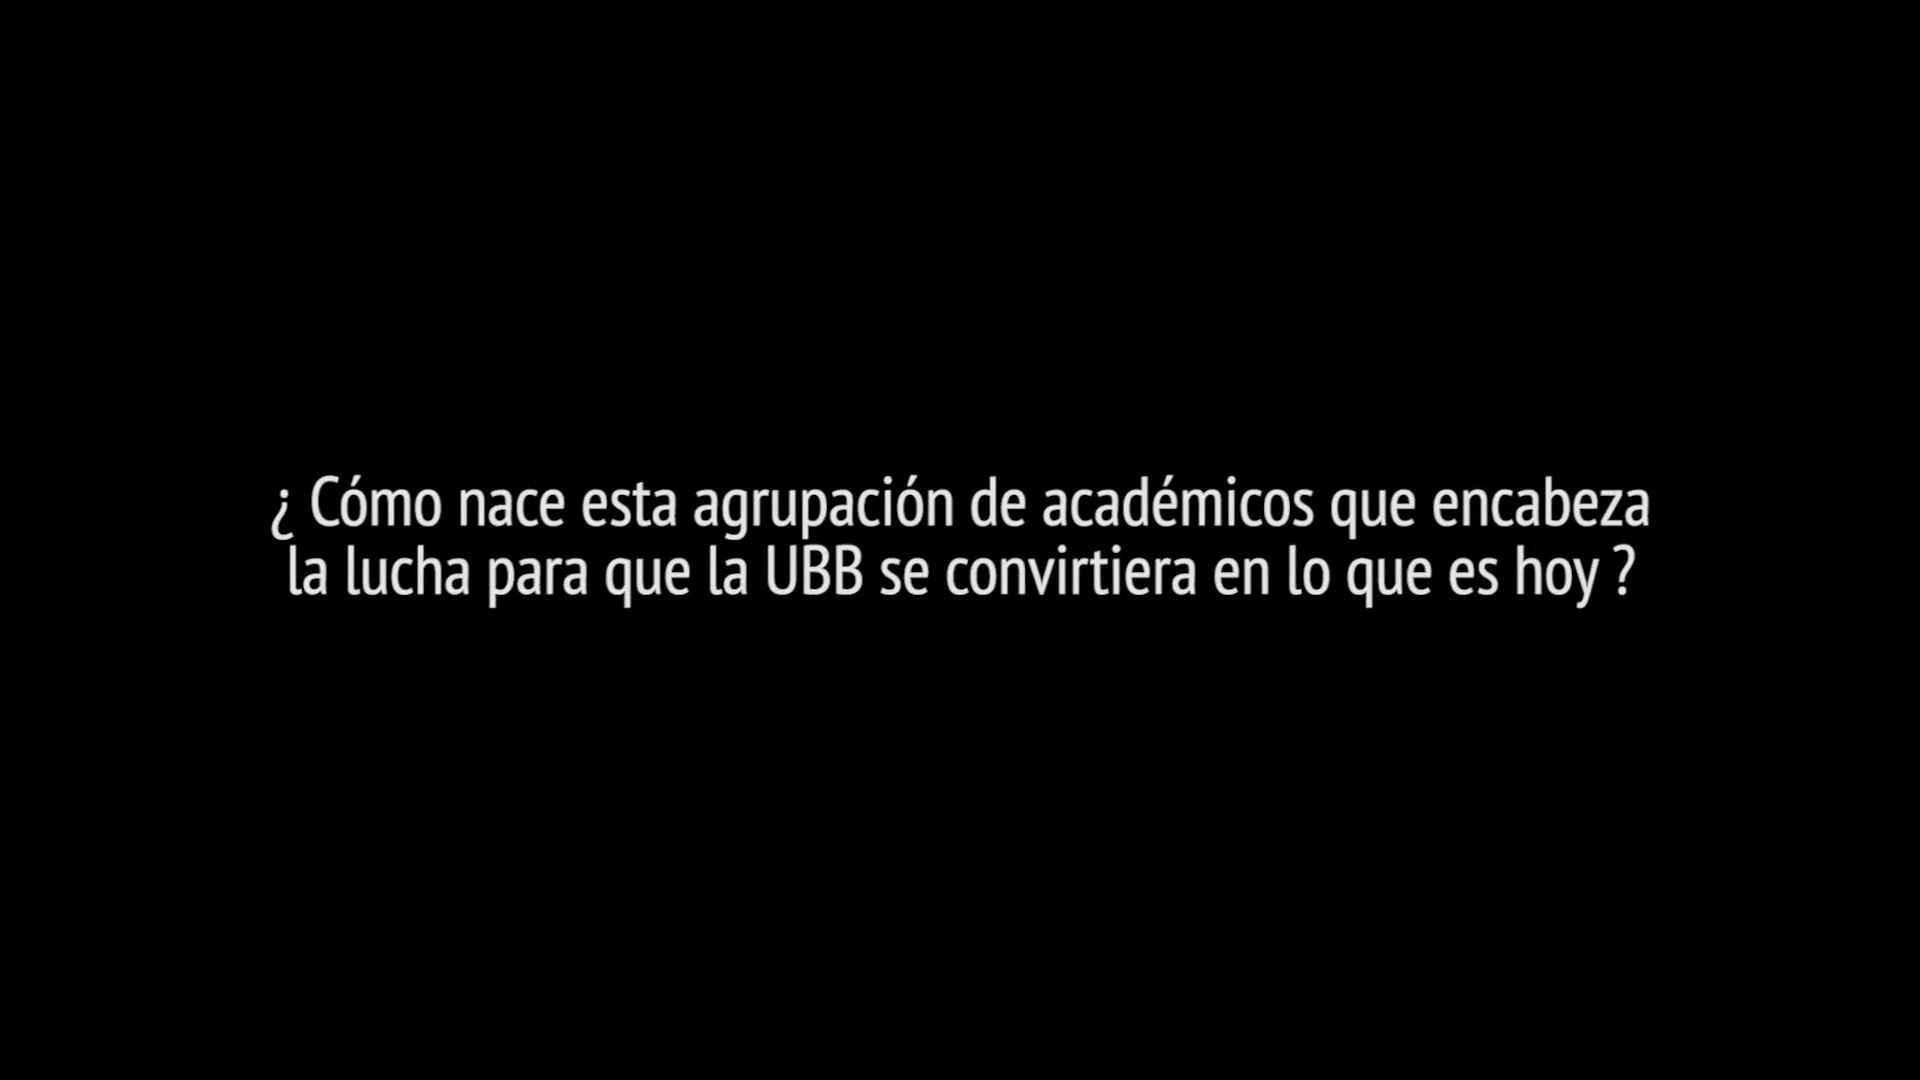 ¿ Cómo nace esta agrupación de académicos que encabeza
la lucha para que la UBB se convirtiera en lo que es hoy ?